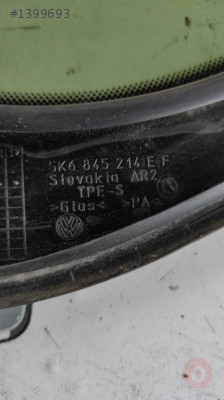 #1399693
5K6 845 214 E F
Slovakia AR2
TPE-S
>Glas< >PA<